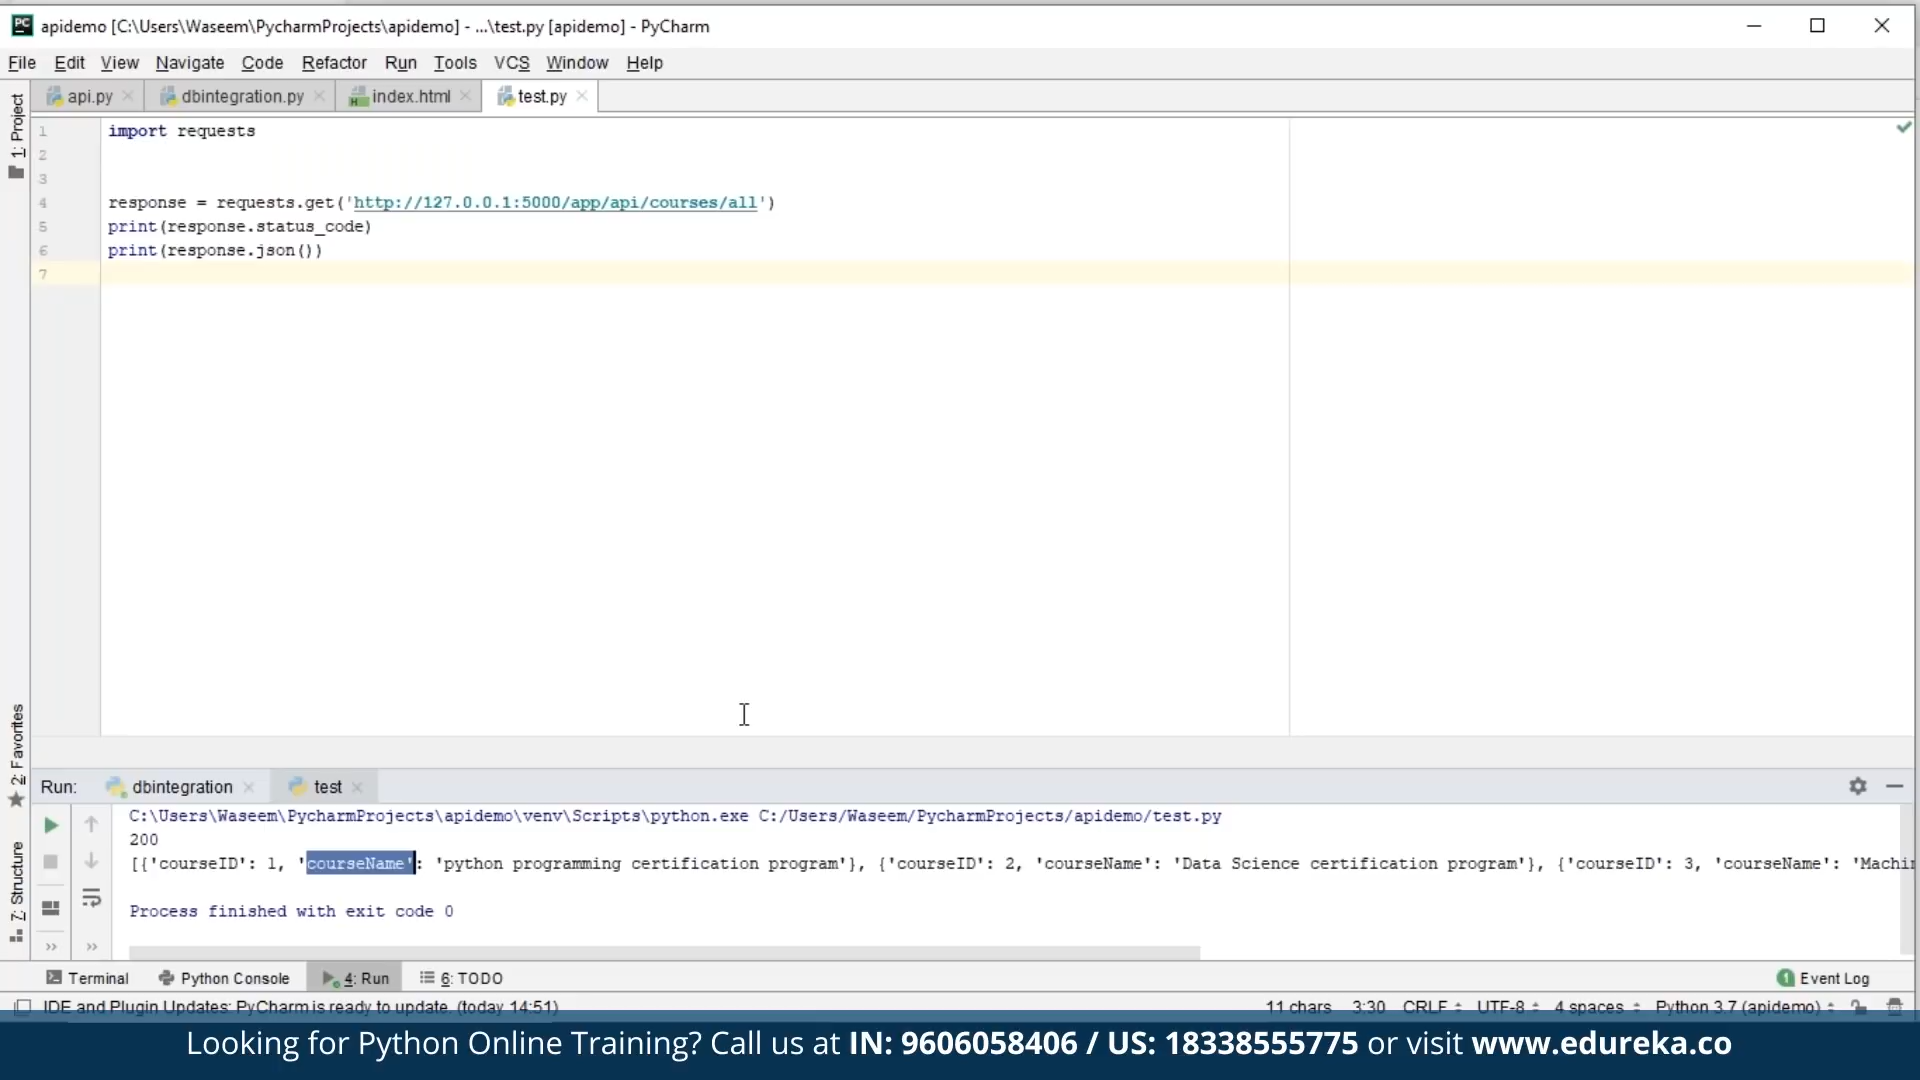 apidemo [C:\Users\Waseem\PycharmProjects\apidemo] - ...\test.py [apidemo] - PyCharm
File Edit View Navigate Code Refactor Run Tools VCS Window Help
api.py dbintegration.py index.html test.py
1: Project
1 import requests
2
3
4 response = requests.get('http://127.0.0.1:5000/app/api/courses/all')
5 print(response.status_code)
6 print(response.json())
7
2: Favorites
7: Structure
Run: dbintegration test
C:\Users\Waseem\PycharmProjects\apidemo\venv\Scripts\python.exe C:/Users/Waseem/PycharmProjects/apidemo/test.py
200
[{'courseID': 1, 'courseName': 'python programming certification program'}, {'courseID': 2, 'courseName': 'Data Science certification program'}, {'courseID': 3, 'courseName': 'Machin
Process finished with exit code 0
Terminal Python Console 4: Run 6: TODO 1 Event Log
IDE and Plugin Updates: PyCharm is ready to update. (today 14:51) 11 chars 3:30 CRLF UTF-8 4 spaces Python 3.7 (apidemo)
Looking for Python Online Training? Call us at IN: 9606058406 / US: 18338555775 or visit www.edureka.co